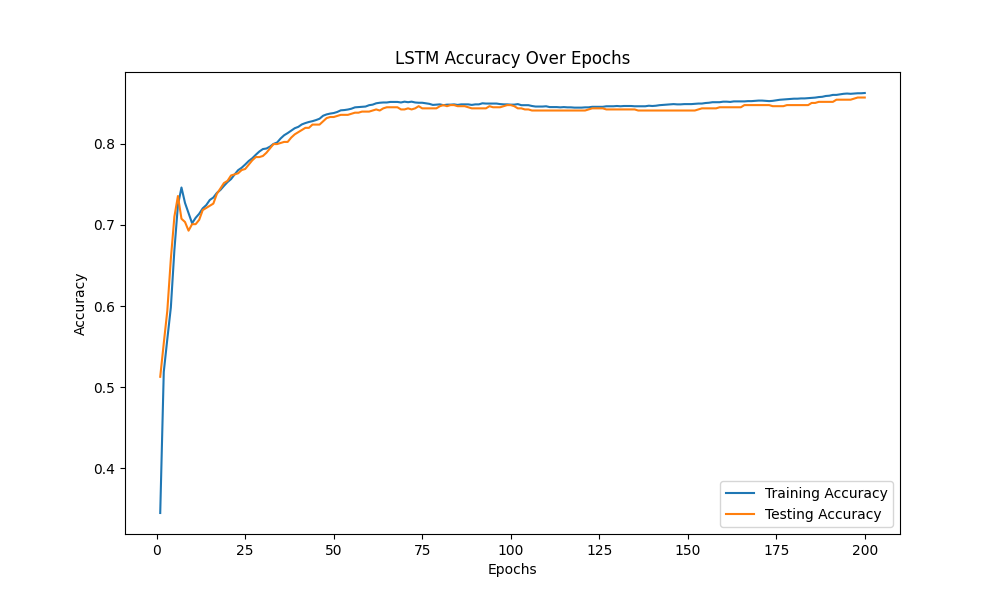 LSTM Accuracy Over Epochs
Accuracy
0.8
0.7
0.6
0.5
0.4
Training Accuracy
Testing Accuracy
0 25 50 75 100 125 150 175 200
Epochs